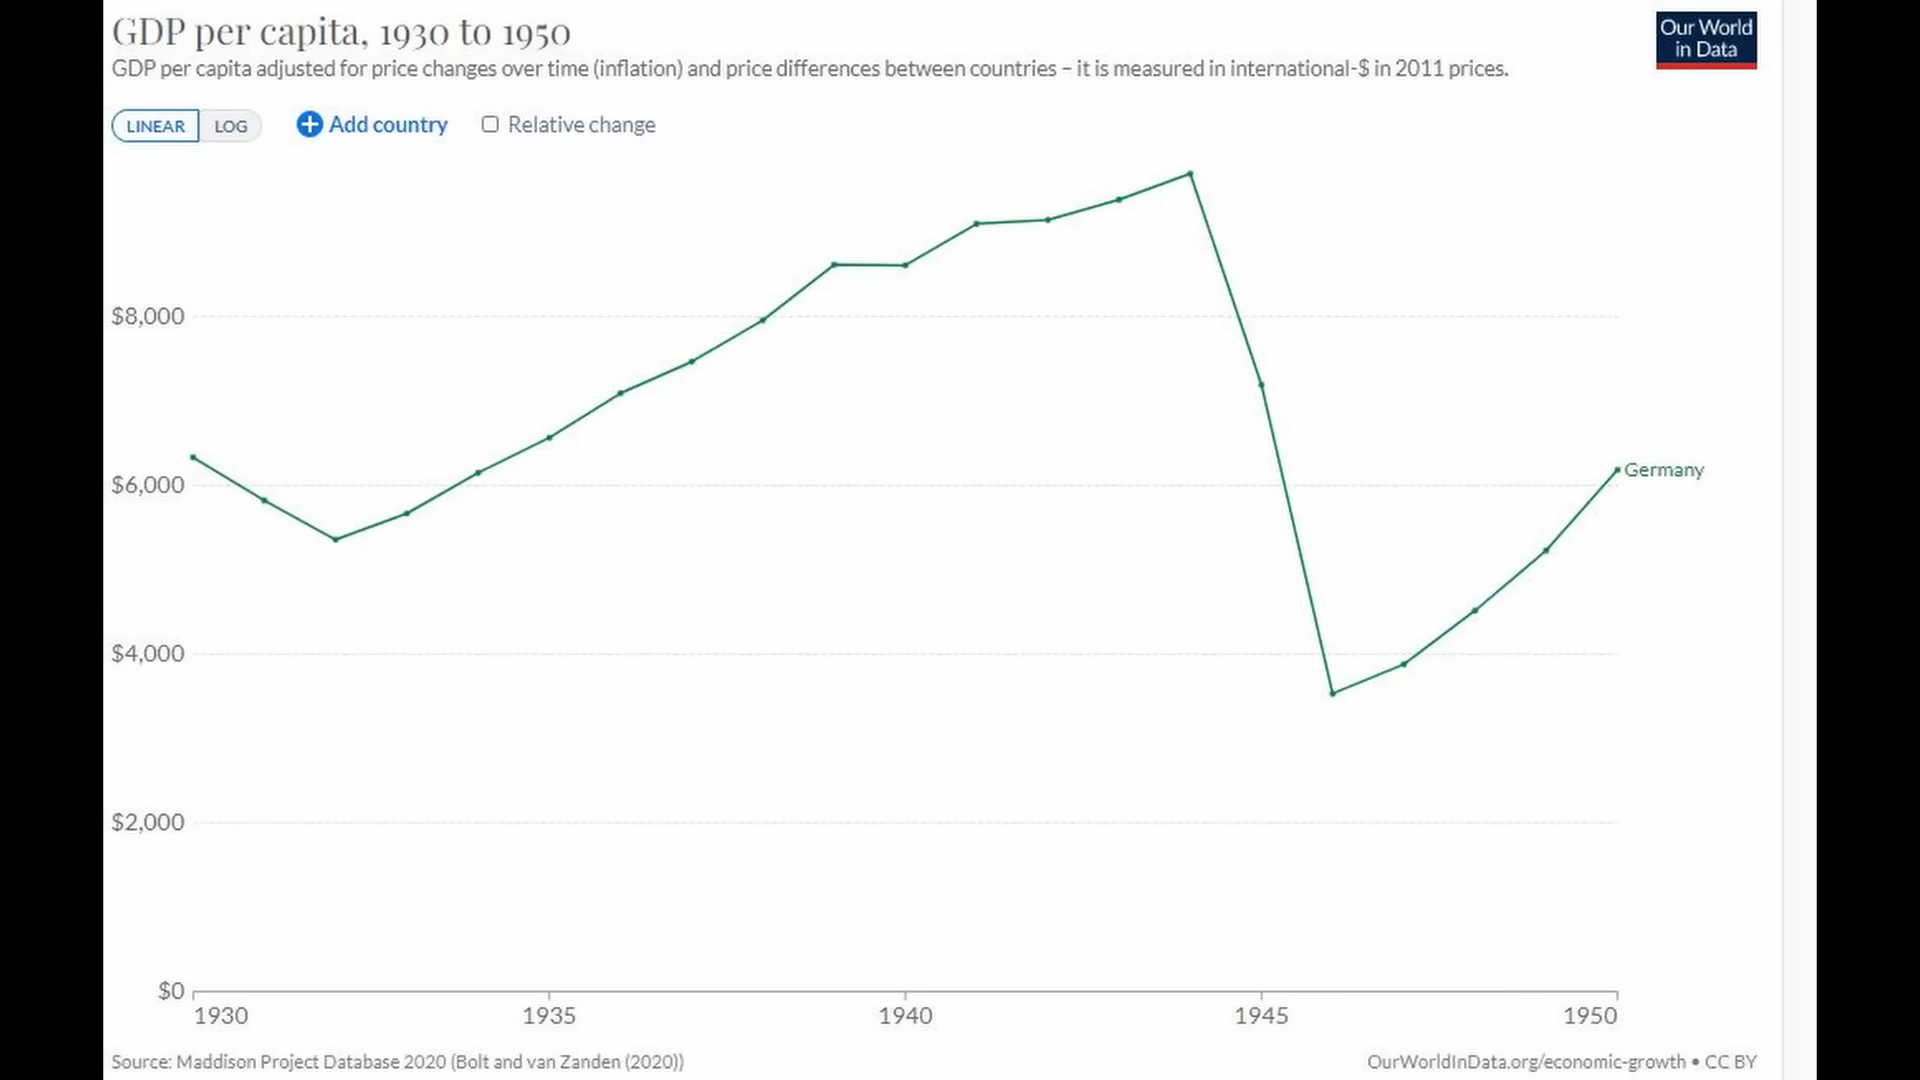 GDP per capita, 1930 to 1950
Our World
in Data
GDP per capita adjusted for price changes over time (inflation) and price differences between countries – it is measured in international-$ in 2011 prices.
LINEAR LOG Add country Relative change
$8,000
$6,000
Germany
$4,000
$2,000
$0
1930 1935 1940 1945 1950
Source: Maddison Project Database 2020 (Bolt and van Zanden (2020))
OurWorldInData.org/economic-growth • CC BY